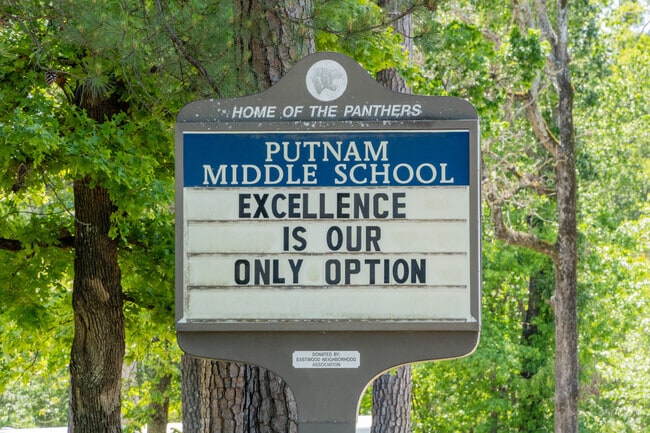 HOME OF THE PANTHERS
PUTNAM
MIDDLE SCHOOL
EXCELLENCE
IS OUR
ONLY OPTION
DONATED BY:
EASTWOOD NEIGHBORHOOD
ASSOCIATION